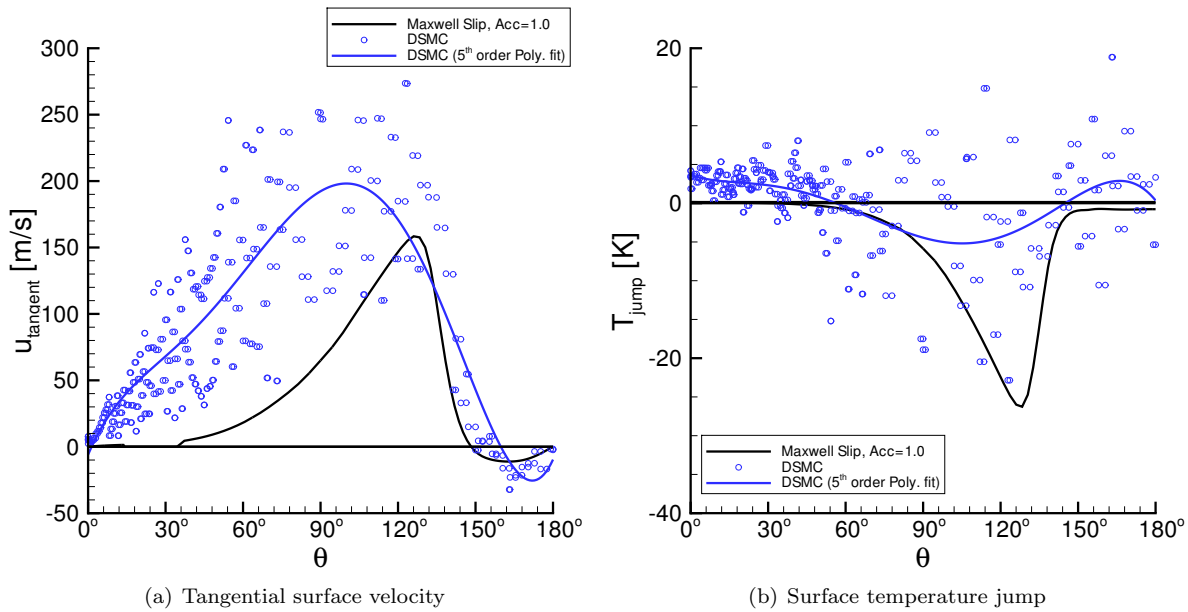 Maxwell Slip, Acc=1.0
DSMC
DSMC (5th order Poly. fit)
300
250
200
150
100
50
0
-50
u_tangent [m/s]
0° 30° 60° 90° 120° 150° 180°
θ
(a) Tangential surface velocity
Maxwell Slip, Acc=1.0
DSMC
DSMC (5th order Poly. fit)
20
0
-20
-40
T_jump [K]
0° 30° 60° 90° 120° 150° 180°
θ
(b) Surface temperature jump